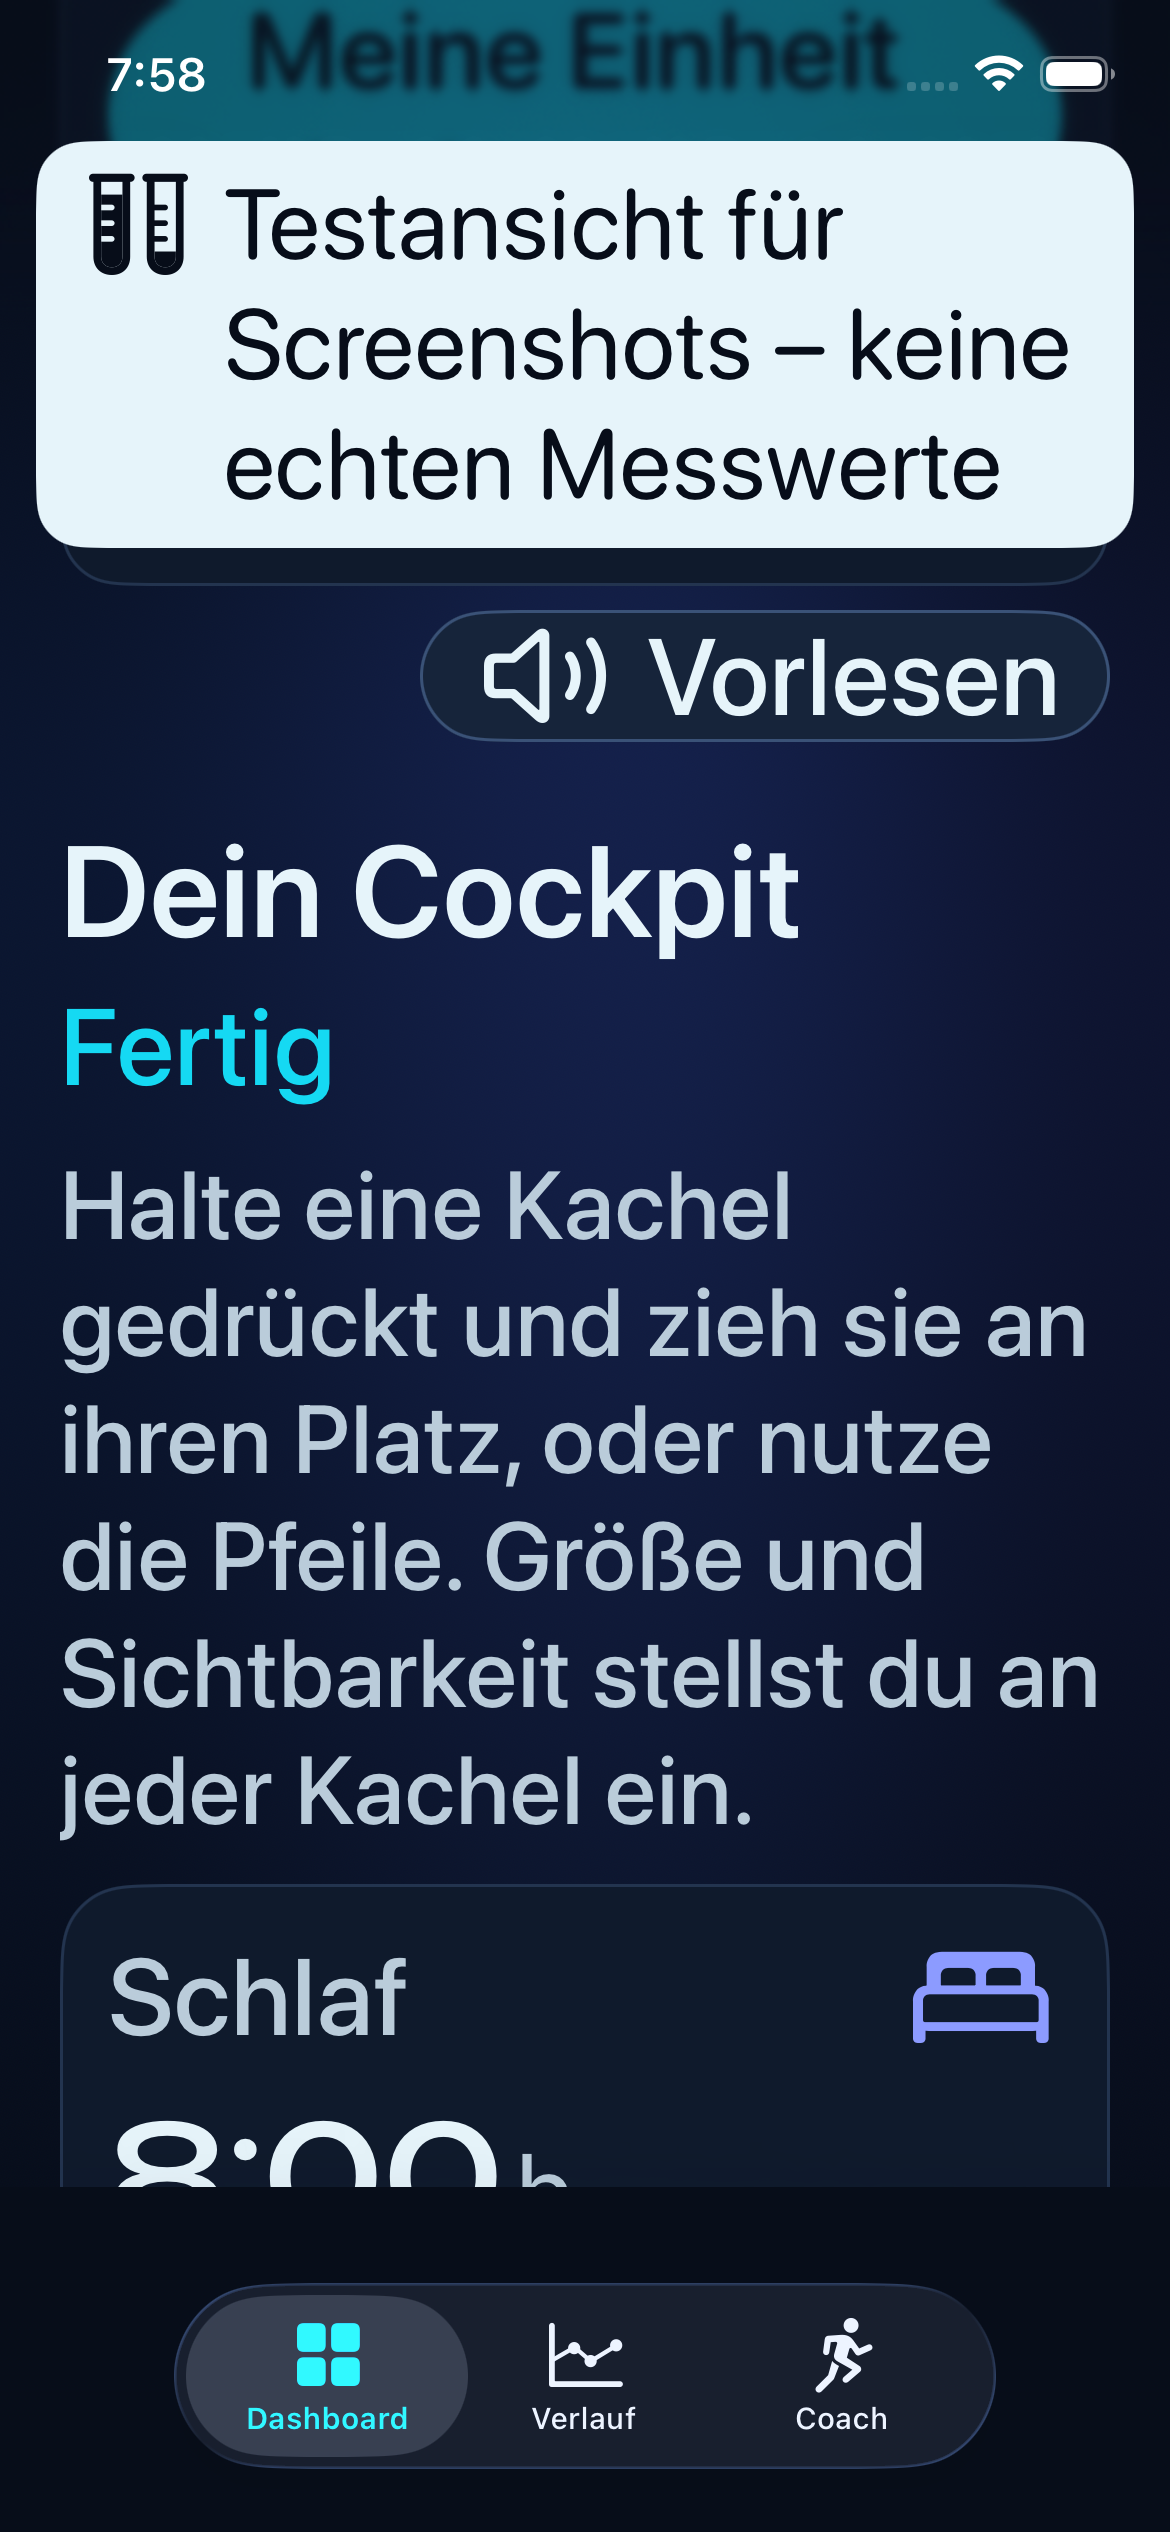 Meine Einheit
7:58
Testansicht für
Screenshots – keine
echten Messwerte
Vorlesen
Dein Cockpit
Fertig
Halte eine Kachel
gedrückt und zieh sie an
ihren Platz, oder nutze
die Pfeile. Größe und
Sichtbarkeit stellst du an
jeder Kachel ein.
Schlaf
8:00 h
Dashboard
Verlauf
Coach